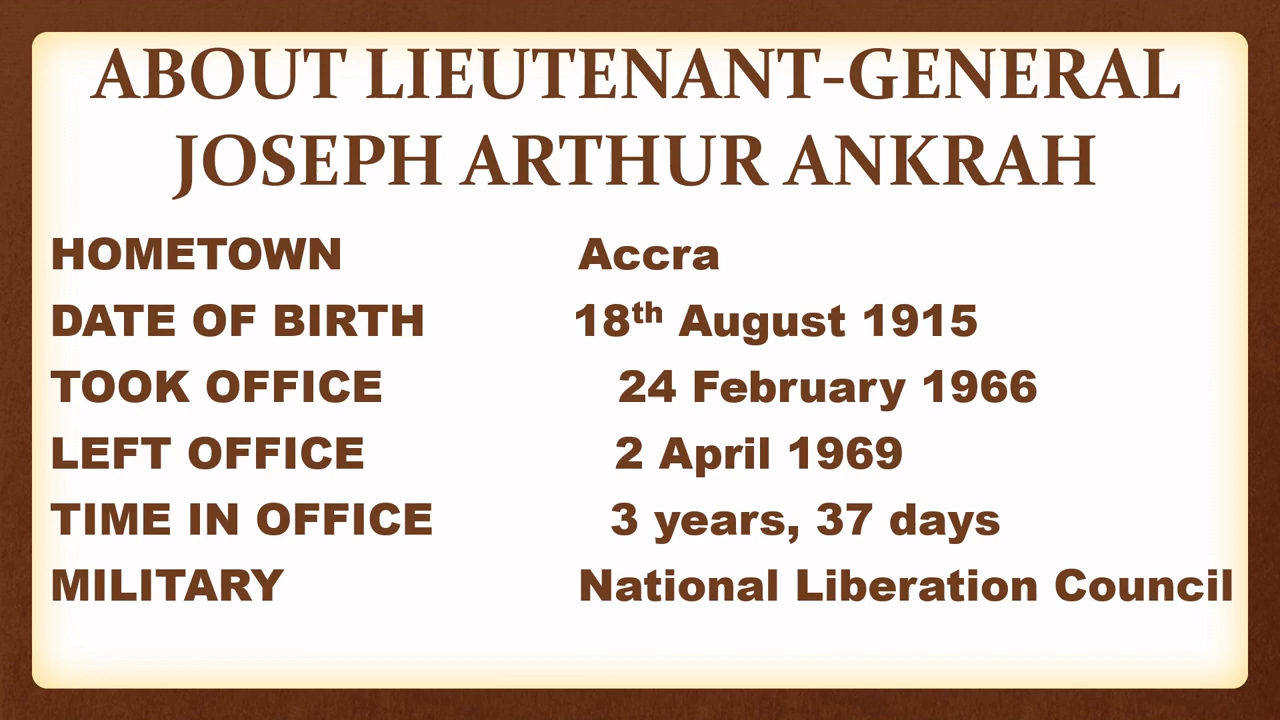 ABOUT LIEUTENANT-GENERAL
JOSEPH ARTHUR ANKRAH
HOMETOWN Accra
DATE OF BIRTH 18th August 1915
TOOK OFFICE 24 February 1966
LEFT OFFICE 2 April 1969
TIME IN OFFICE 3 years, 37 days
MILITARY National Liberation Council